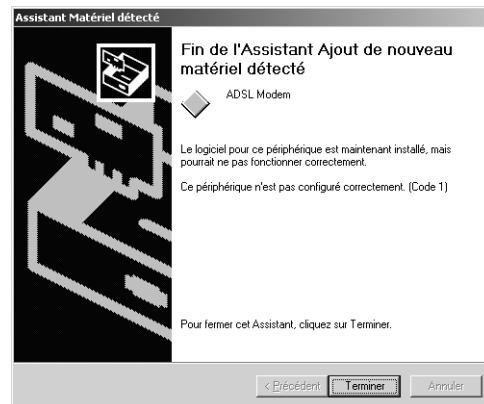 Assistant Matériel détecté
Fin de l'Assistant Ajout de nouveau
matériel détecté
ADSL Modem
Le logiciel pour ce périphérique est maintenant installé, mais
pourrait ne pas fonctionner correctement.
Ce périphérique n'est pas configuré correctement. (Code 1)
Pour fermer cet Assistant, cliquez sur Terminer.
< Précédent Terminer Annuler